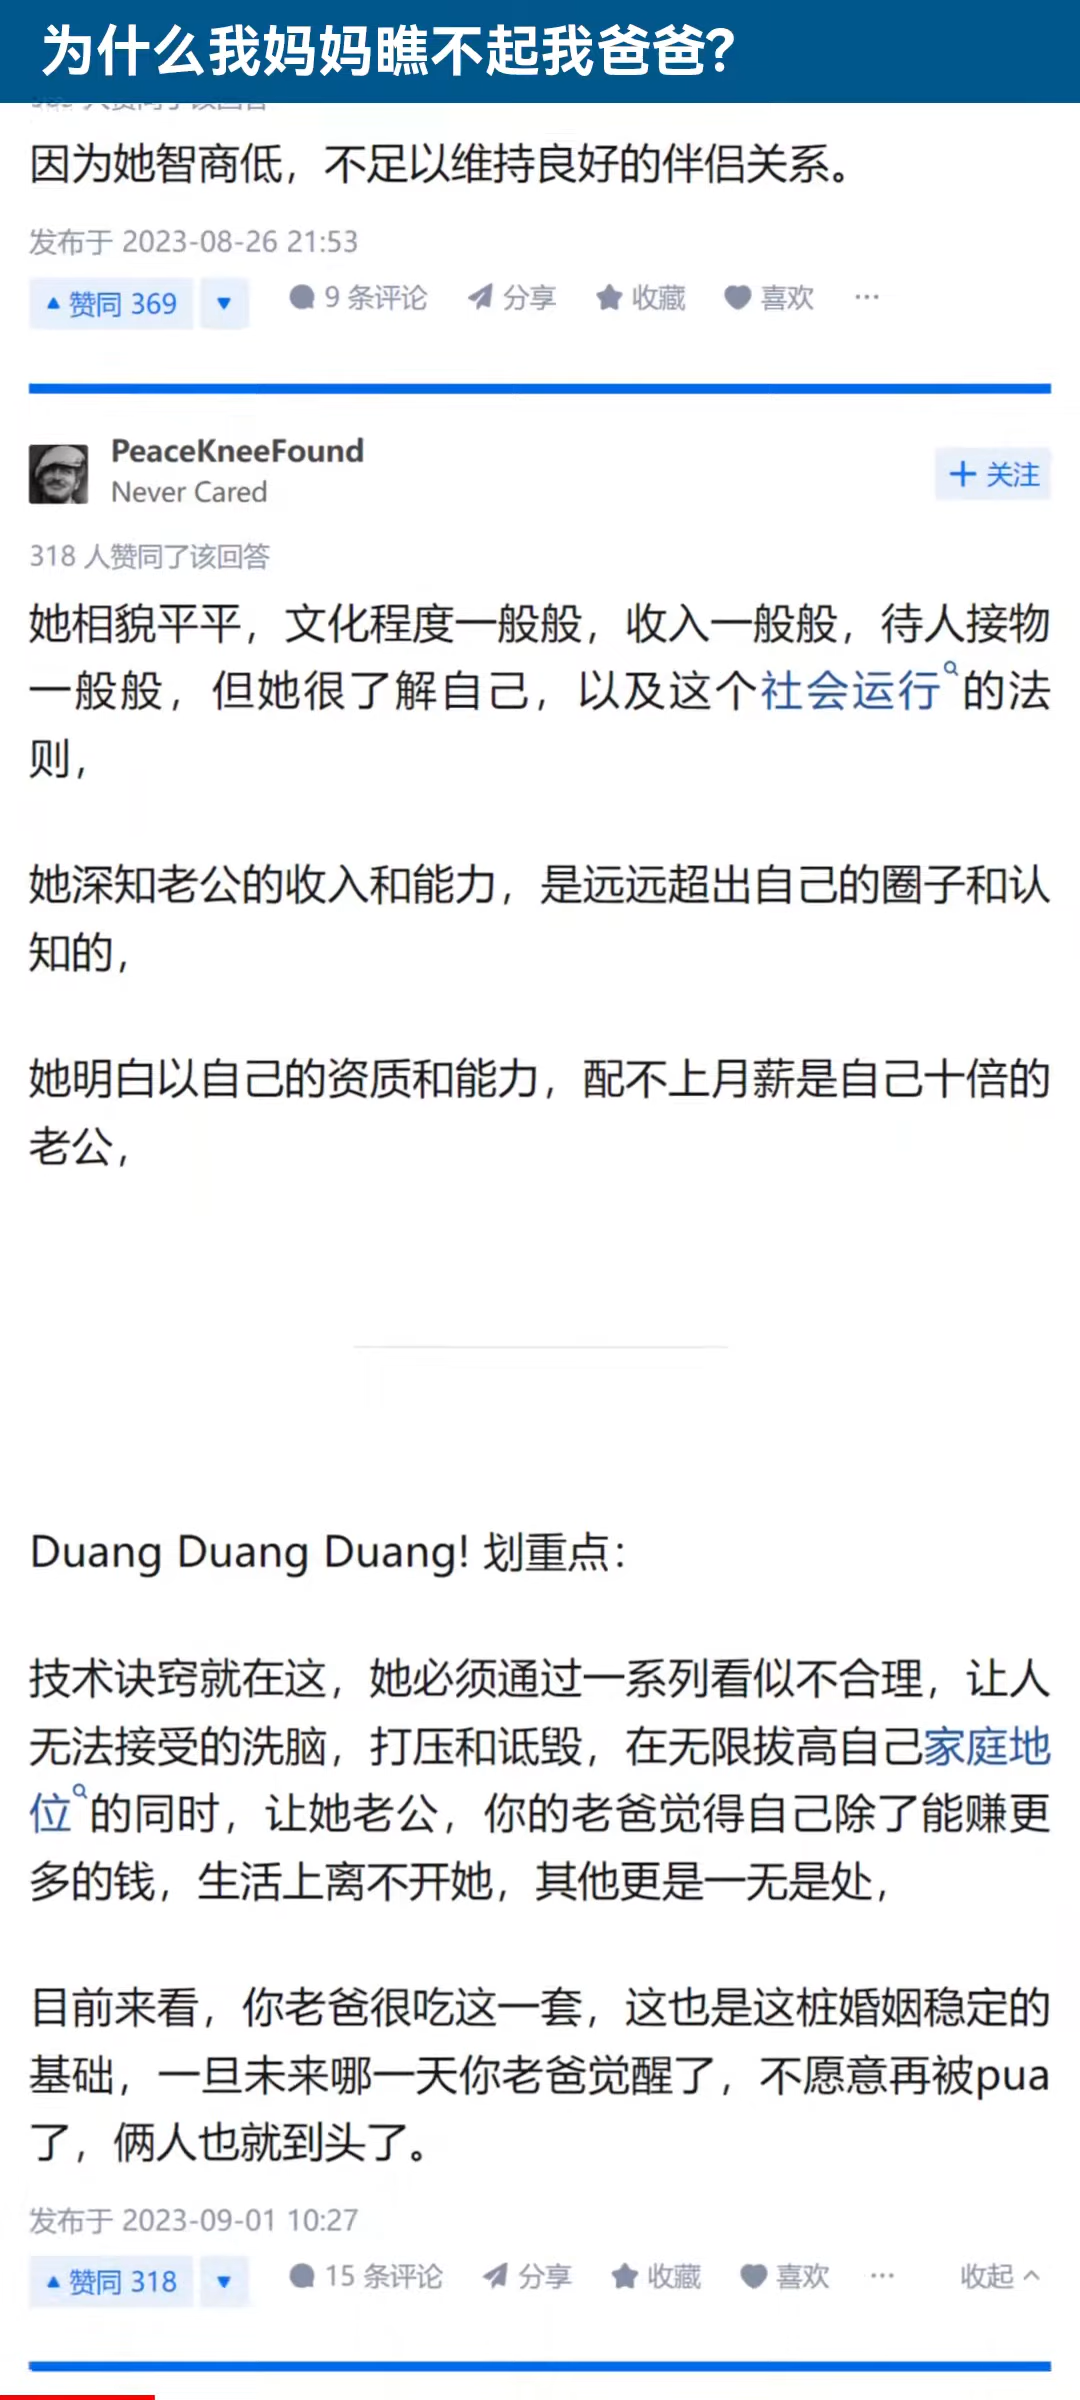 为什么我妈妈瞧不起我爸爸?
因为她智商低，不足以维持良好的伴侣关系。
发布于 2023-08-26 21:53
赞同 369 9 条评论 分享 收藏 喜欢 ···
PeaceKneeFound
Never Cared
+ 关注
318 人赞同了该回答
她相貌平平，文化程度一般般，收入一般般，待人接物
一般般，但她很了解自己，以及这个社会运行的法
则，
她深知老公的收入和能力，是远远超出自己的圈子和认
知的，
她明白以自己的资质和能力，配不上月薪是自己十倍的
老公，
Duang Duang Duang! 划重点：
技术诀窍就在这，她必须通过一系列看似不合理，让人
无法接受的洗脑，打压和诋毁，在无限拔高自己家庭地
位的同时，让她老公，你的老爸觉得自己除了能赚更
多的钱，生活上离不开她，其他更是一无是处，
目前来看，你老爸很吃这一套，这也是这桩婚姻稳定的
基础，一旦未来哪一天你老爸觉醒了，不愿意再被pua
了，俩人也就到头了。
发布于 2023-09-01 10:27
赞同 318 15 条评论 分享 收藏 喜欢 ··· 收起